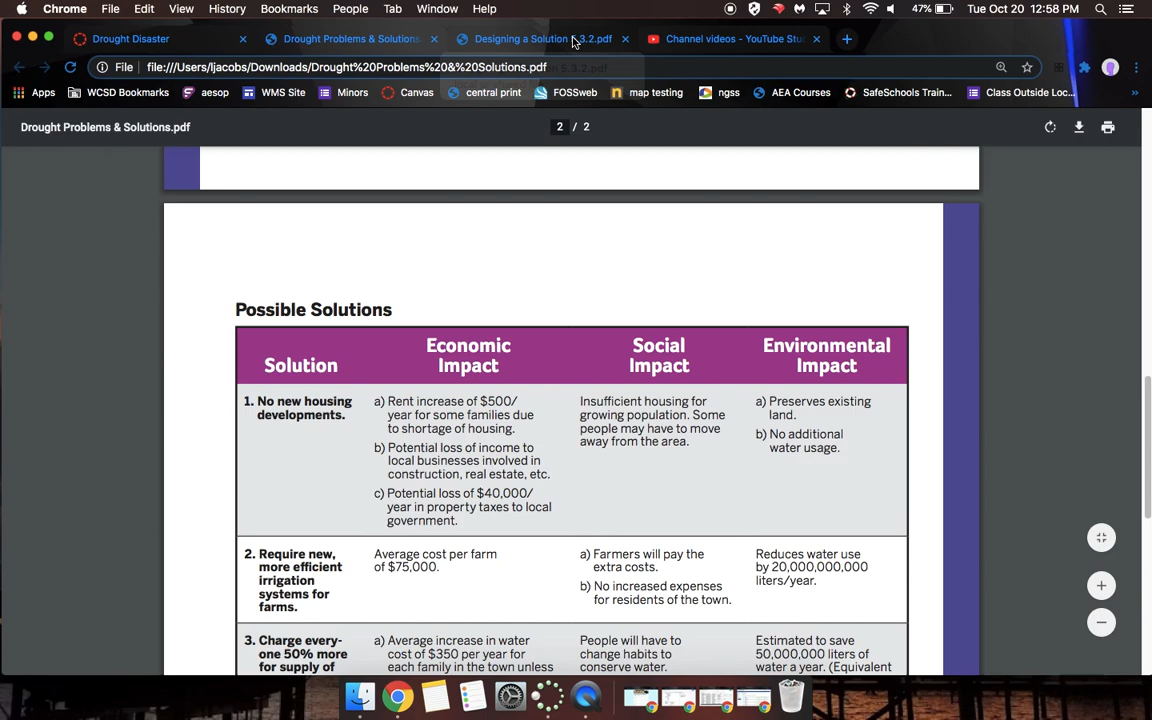 Chrome File Edit View History Bookmarks People Tab Window Help 47% Tue Oct 20 12:58 PM
Drought Disaster × Drought Problems & Solutions × Designing a Solution 5.3.2.pdf × Channel videos - YouTube Stu × +
File file:///Users/ljacobs/Downloads/Drought%20Problems%20&%20Solutions.pdf
Apps WCSD Bookmarks aesop WMS Site Minors Canvas central print FOSSweb map testing ngss AEA Courses SafeSchools Train... Class Outside Loc... »
Drought Problems & Solutions.pdf 2 / 2
Possible Solutions
Solution Economic Impact Social Impact Environmental Impact
1. No new housing developments.
a) Rent increase of $500/
year for some families due
to shortage of housing.
b) Potential loss of income to
local businesses involved in
construction, real estate, etc.
c) Potential loss of $40,000/
year in property taxes to local
government.
Insufficient housing for
growing population. Some
people may have to move
away from the area.
a) Preserves existing
land.
b) No additional
water usage.
2. Require new,
more efficient
irrigation
systems for
farms.
Average cost per farm
of $75,000.
a) Farmers will pay the
extra costs.
b) No increased expenses
for residents of the town.
Reduces water use
by 20,000,000,000
liters/year.
3. Charge every-
one 50% more
for supply of
a) Average increase in water
cost of $350 per year for
each family in the town unless
People will have to
change habits to
conserve water.
Estimated to save
50,000,000 liters of
water a year. (Equivalent